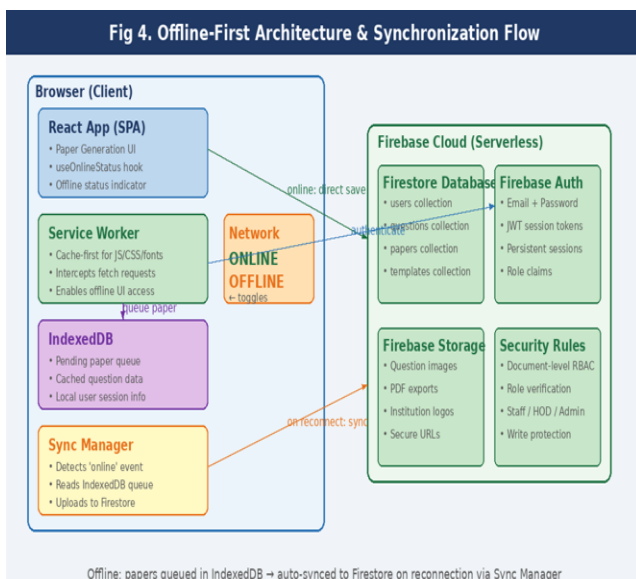 Fig 4. Offline-First Architecture & Synchronization Flow
Browser (Client)
React App (SPA)
• Paper Generation UI
• useOnlineStatus hook
• Offline status indicator
Service Worker
• Cache-first for JS/CSS/fonts
• Intercepts fetch requests
• Enables offline UI access
Network
ONLINE
OFFLINE
← toggles
queue paper
IndexedDB
• Pending paper queue
• Cached question data
• Local user session info
Sync Manager
• Detects 'online' event
• Reads IndexedDB queue
• Uploads to Firestore
online: direct save
authenticate
on reconnect: sync
Firebase Cloud (Serverless)
Firestore Database
• users collection
• questions collection
• papers collection
• templates collection
Firebase Auth
• Email + Password
• JWT session tokens
• Persistent sessions
• Role claims
Firebase Storage
• Question images
• PDF exports
• Institution logos
• Secure URLs
Security Rules
• Document-level RBAC
• Role verification
• Staff / HOD / Admin
• Write protection
Offline: papers queued in IndexedDB → auto-synced to Firestore on reconnection via Sync Manager